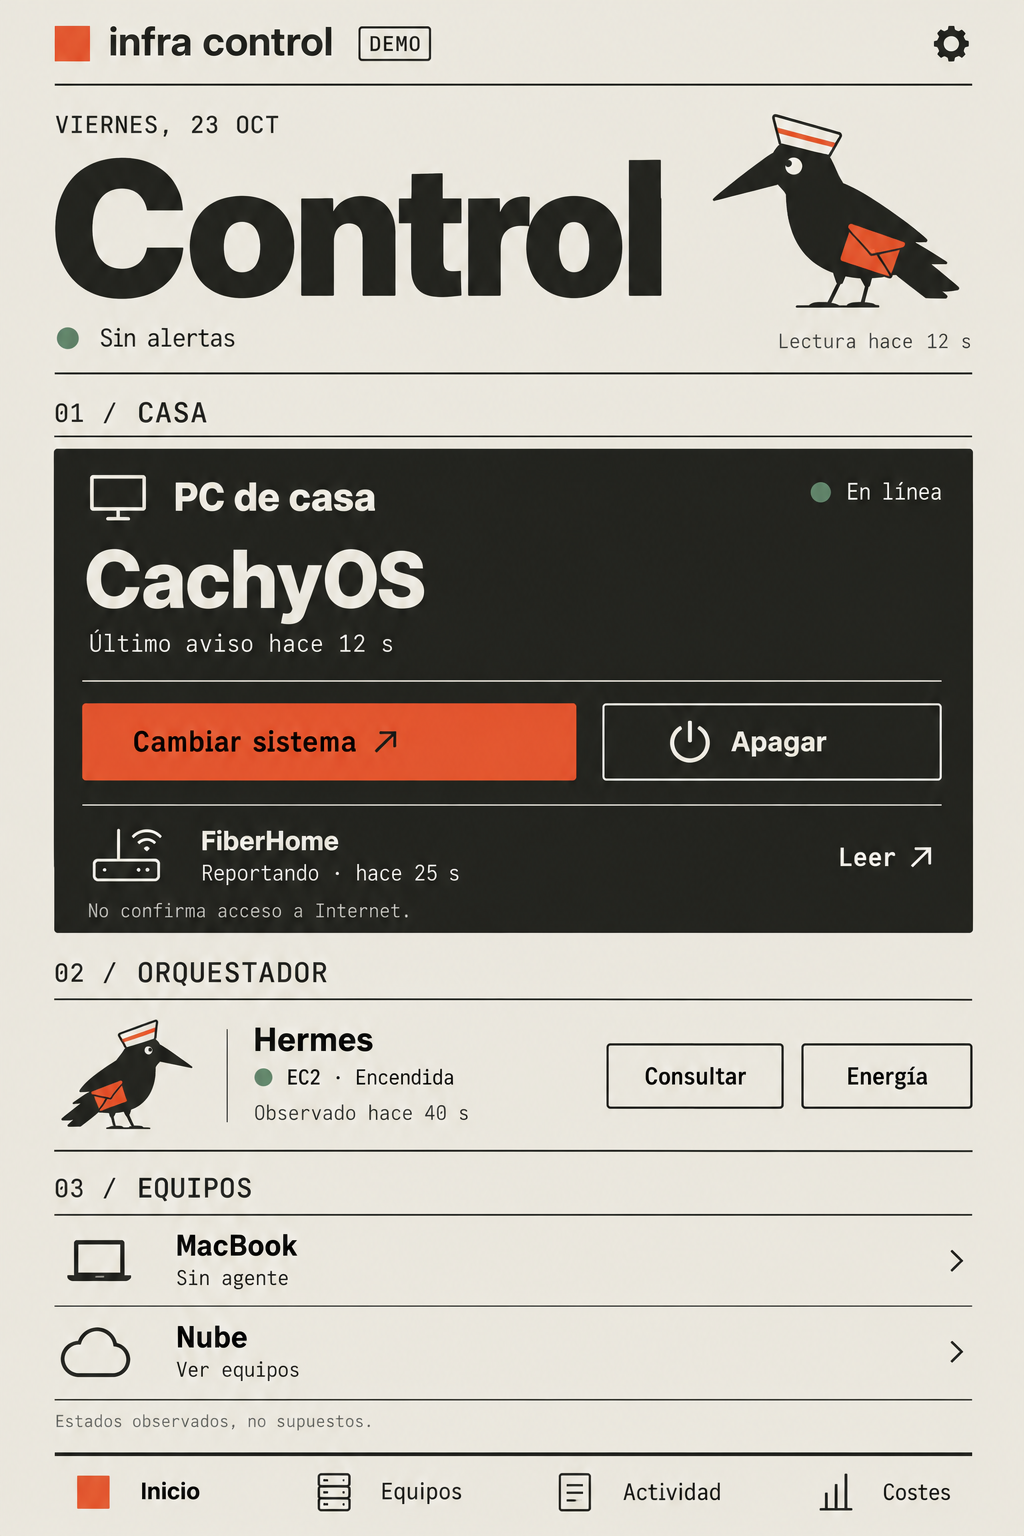 infra control DEMO
VIERNES, 23 OCT
Control
Sin alertas
Lectura hace 12 s
01 / CASA
PC de casa
En línea
CachyOS
Último aviso hace 12 s
Cambiar sistema ↗
Apagar
FiberHome
Reportando · hace 25 s
Leer ↗
No confirma acceso a Internet.
02 / ORQUESTADOR
Hermes
EC2 · Encendida
Observado hace 40 s
Consultar
Energía
03 / EQUIPOS
MacBook
Sin agente
Nube
Ver equipos
Estados observados, no supuestos.
Inicio
Equipos
Actividad
Costes